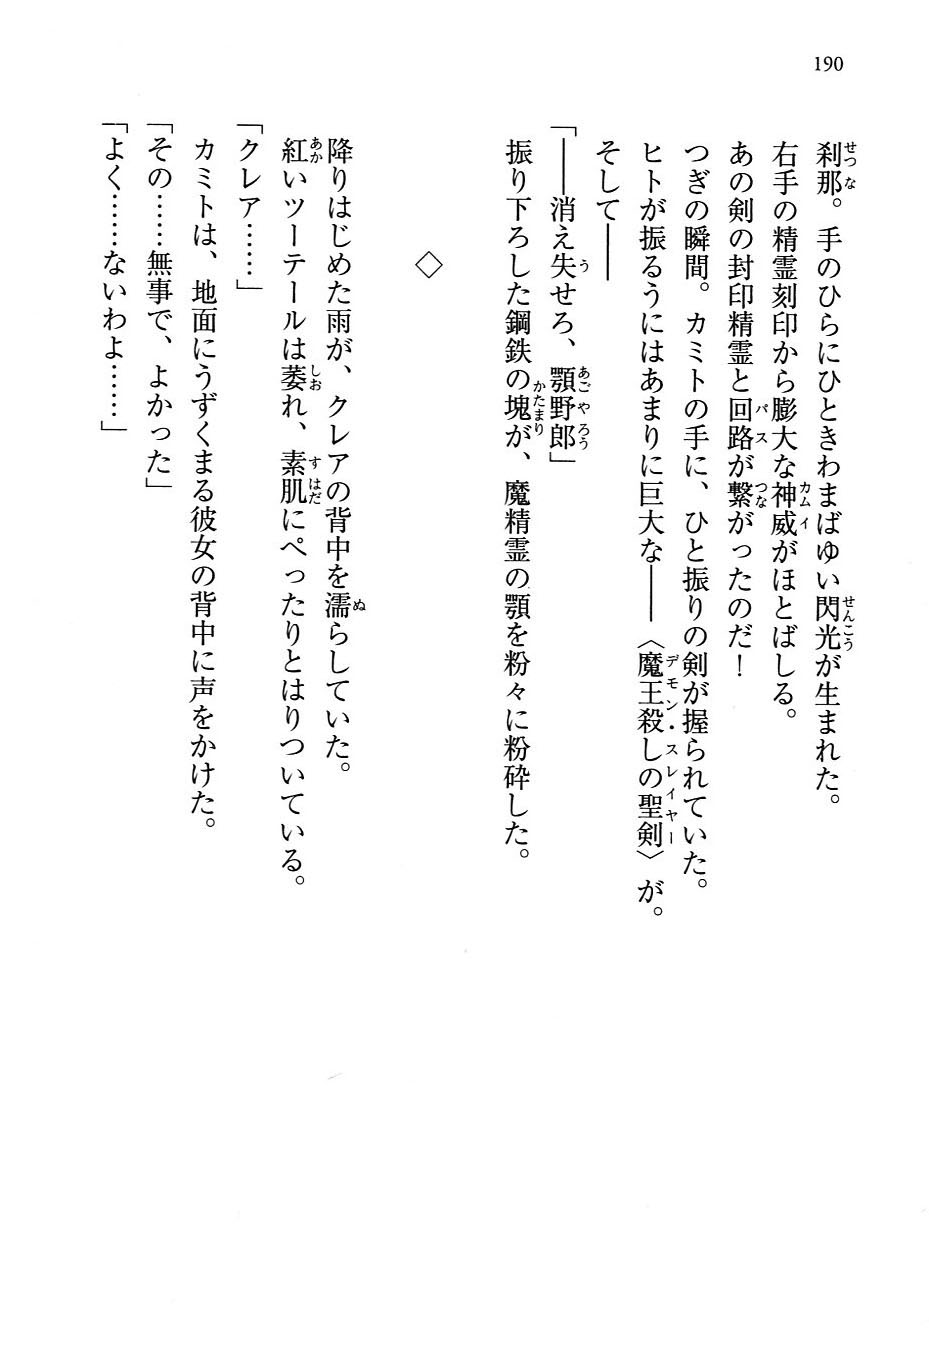 190
刹那。手のひらにひときわまばゆい閃光が生まれた。
右手の精霊刻印から膨大な神威がほとばしる。
あの剣の封印精霊と回路が繋がったのだ！
つぎの瞬間。カミトの手に、ひと振りの剣が握られていた。
ヒトが振るうにはあまりに巨大な――〈魔王殺しの聖剣〉が。
そして――
「――消え失せろ、顎野郎」
振り下ろした鋼鉄の塊が、魔精霊の顎を粉々に粉砕した。
◇
降りはじめた雨が、クレアの背中を濡らしていた。
紅いツーテールは萎れ、素肌にぺったりとはりついている。
「クレア……」
カミトは、地面にうずくまる彼女の背中に声をかけた。
「その……無事で、よかった」
「よく……ないわよ……」